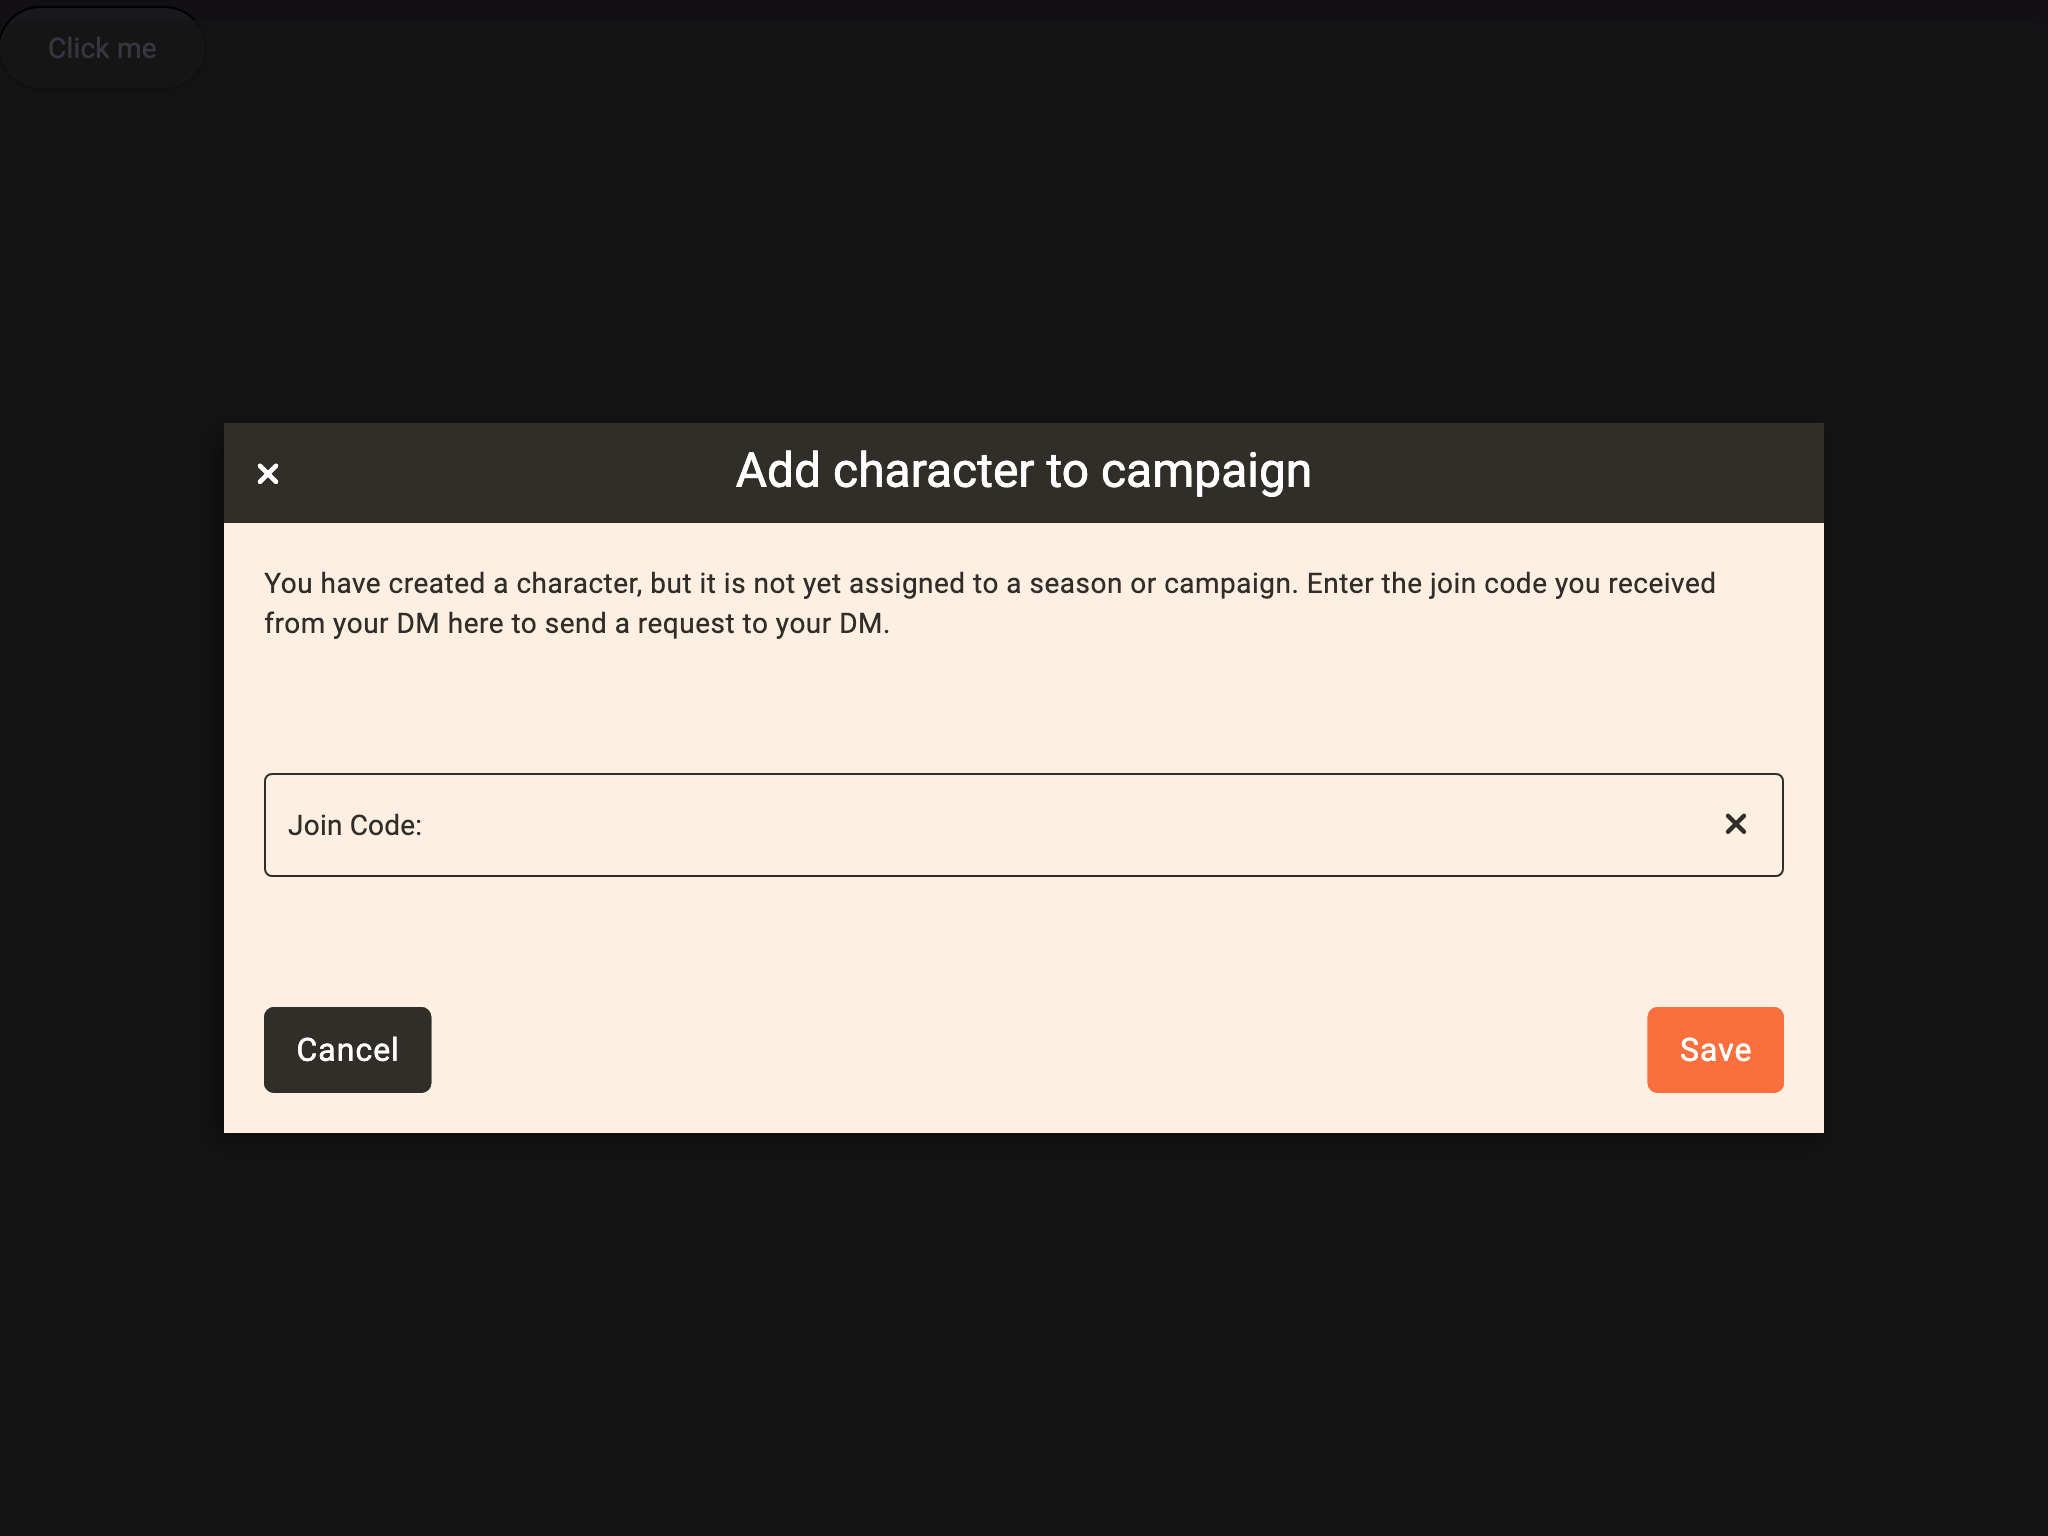 Click me
Add character to campaign
You have created a character, but it is not yet assigned to a season or campaign. Enter the join code you received
from your DM here to send a request to your DM.
Join Code:
Cancel
Save